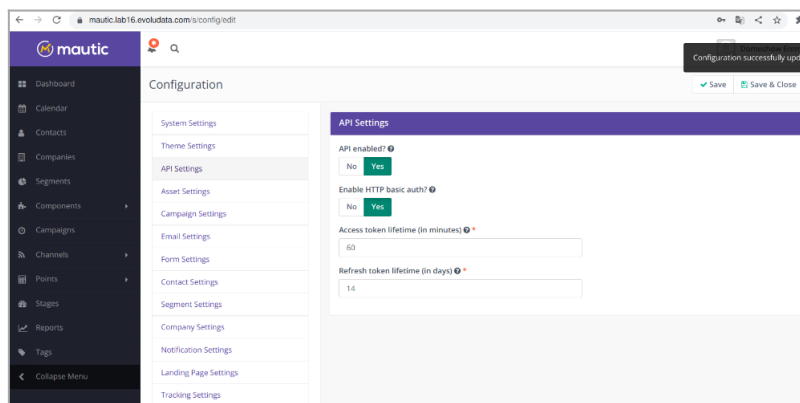 mautic.lab16.evoludata.com/s/config/edit
mautic
Configuration successfully upd
Configuration
Save
Save & Close
Dashboard
Calendar
Contacts
Companies
Segments
Components
Campaigns
Channels
Points
Stages
Reports
Tags
Collapse Menu
System Settings
Theme Settings
API Settings
Asset Settings
Campaign Settings
Email Settings
Form Settings
Contact Settings
Segment Settings
Company Settings
Notification Settings
Landing Page Settings
Tracking Settings
API Settings
API enabled?
No Yes
Enable HTTP basic auth?
No Yes
Access token lifetime (in minutes) *
60
Refresh token lifetime (in days) *
14